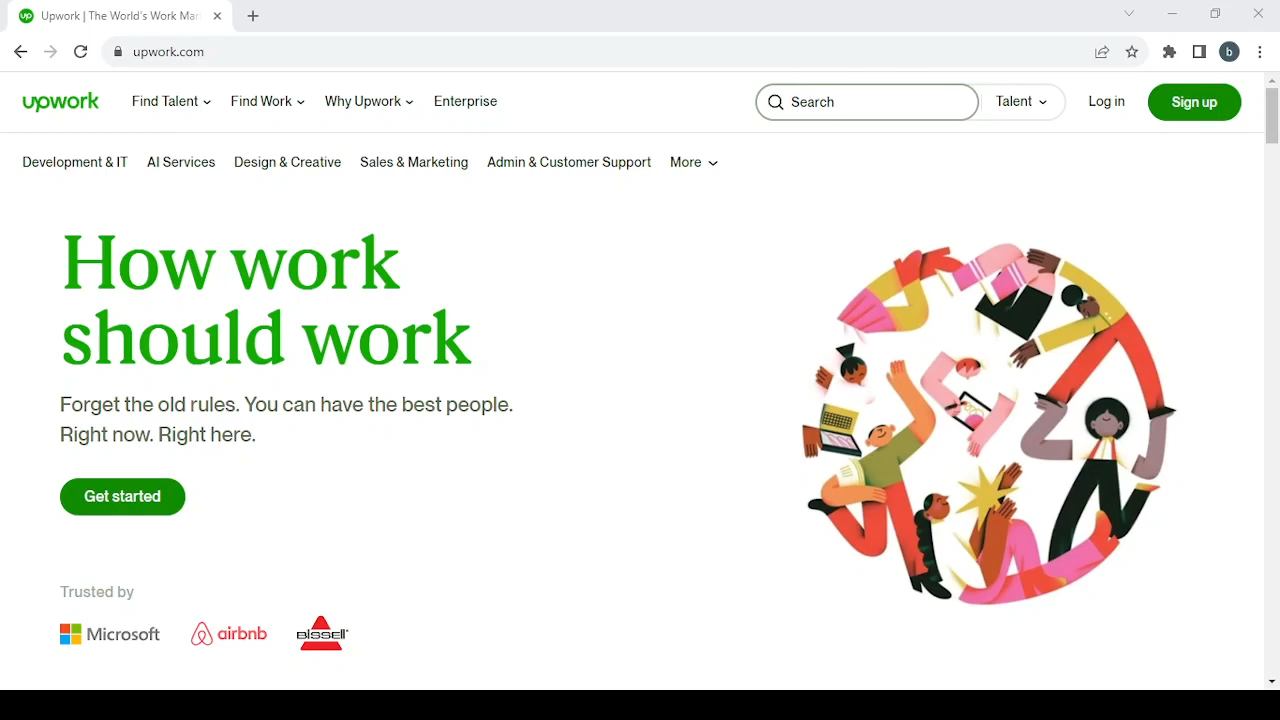 up Upwork | The World's Work Mar
upwork.com
b
upwork Find Talent Find Work Why Upwork Enterprise Search Talent Log in Sign up
Development & IT AI Services Design & Creative Sales & Marketing Admin & Customer Support More
How work
should work
Forget the old rules. You can have the best people.
Right now. Right here.
Get started
Trusted by
Microsoft airbnb BISSELL